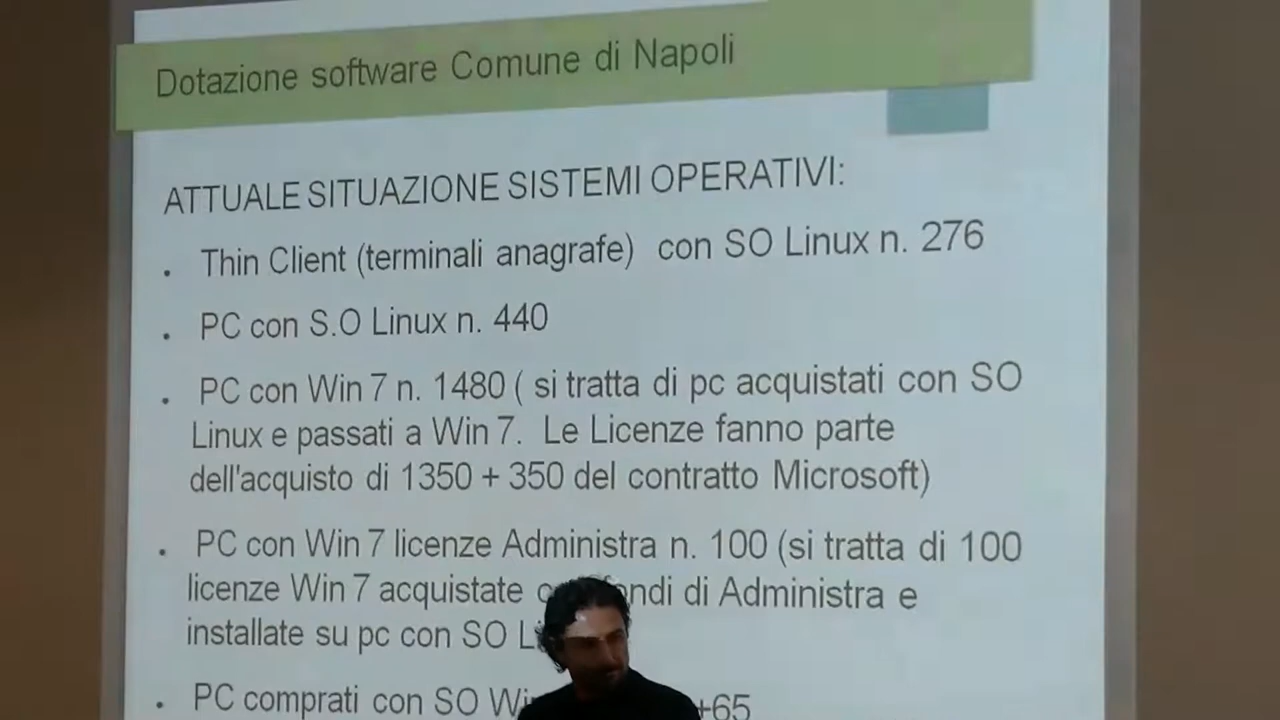 Dotazione software Comune di Napoli
ATTUALE SITUAZIONE SISTEMI OPERATIVI:
. Thin Client (terminali anagrafe) con SO Linux n. 276
. PC con S.O Linux n. 440
. PC con Win 7 n. 1480 ( si tratta di pc acquistati con SO
Linux e passati a Win 7. Le Licenze fanno parte
dell'acquisto di 1350 + 350 del contratto Microsoft)
. PC con Win 7 licenze Administra n. 100 (si tratta di 100
licenze Win 7 acquistate fondi di Administra e
installate su pc con SO
. PC comprati con SO +65